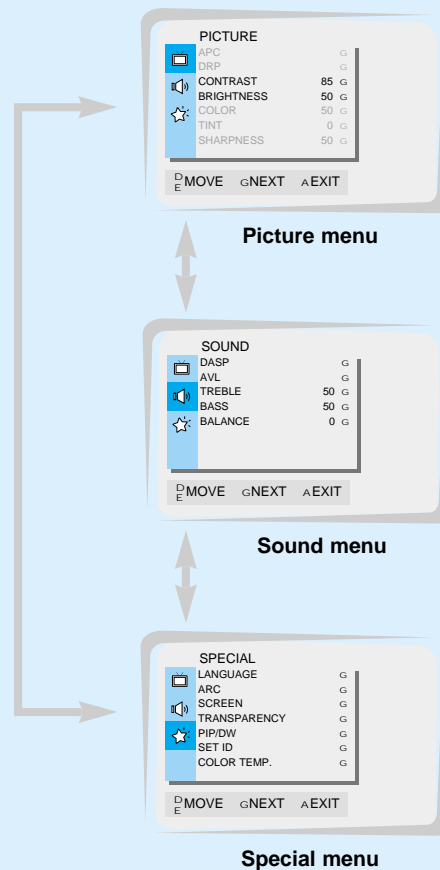 PICTURE
APC G
DRP G
CONTRAST 85 G
BRIGHTNESS 50 G
COLOR 50 G
TINT 0 G
SHARPNESS 50 G
D E MOVE G NEXT A EXIT
Picture menu
SOUND
DASP G
AVL G
TREBLE 50 G
BASS 50 G
BALANCE 0 G
D E MOVE G NEXT A EXIT
Sound menu
SPECIAL
LANGUAGE G
ARC G
SCREEN G
TRANSPARENCY G
PIP/DW G
SET ID G
COLOR TEMP. G
D E MOVE G NEXT A EXIT
Special menu